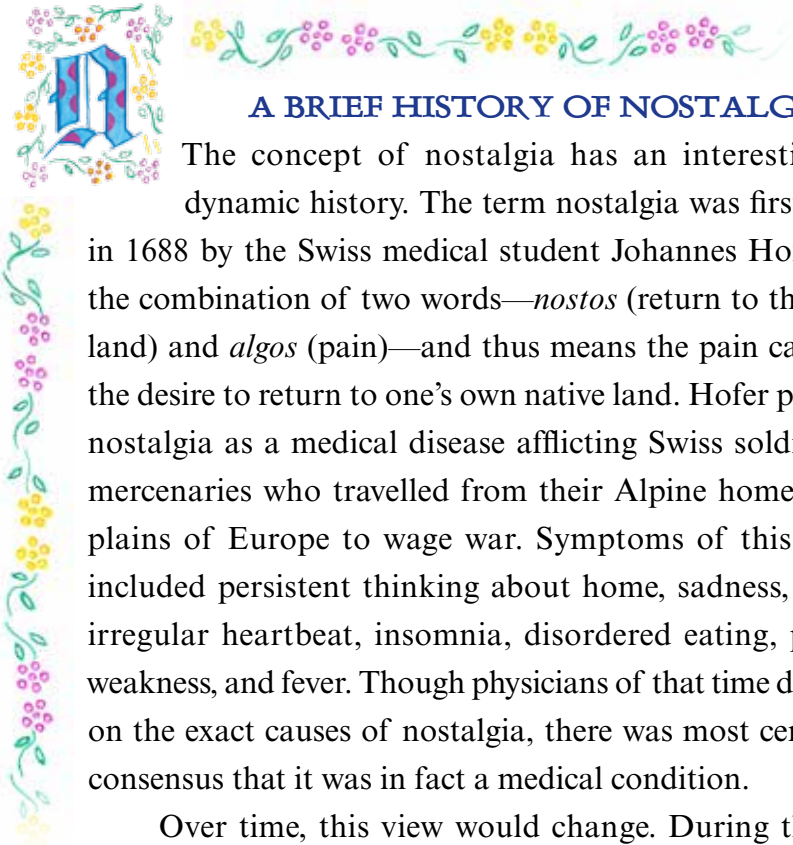 A BRIEF HISTORY OF NOSTALG
The concept of nostalgia has an interesti
dynamic history. The term nostalgia was firs
in 1688 by the Swiss medical student Johannes Ho
the combination of two words—nostos (return to th
land) and algos (pain)—and thus means the pain ca
the desire to return to one’s own native land. Hofer p
nostalgia as a medical disease afflicting Swiss soldi
mercenaries who travelled from their Alpine home
plains of Europe to wage war. Symptoms of this
included persistent thinking about home, sadness,
irregular heartbeat, insomnia, disordered eating, p
weakness, and fever. Though physicians of that time d
on the exact causes of nostalgia, there was most cer
consensus that it was in fact a medical condition.
Over time, this view would change. During t